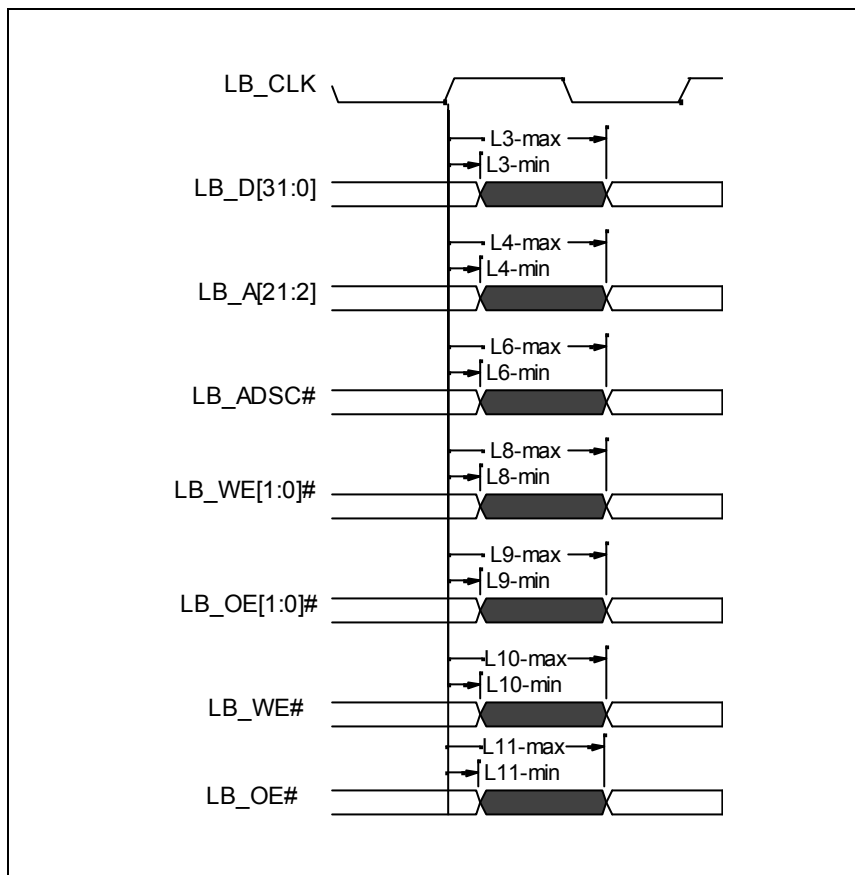 LB_CLK
L3-max
L3-min
LB_D[31:0]
L4-max
L4-min
LB_A[21:2]
L6-max
L6-min
LB_ADSC#
L8-max
L8-min
LB_WE[1:0]#
L9-max
L9-min
LB_OE[1:0]#
L10-max
L10-min
LB_WE#
L11-max
L11-min
LB_OE#